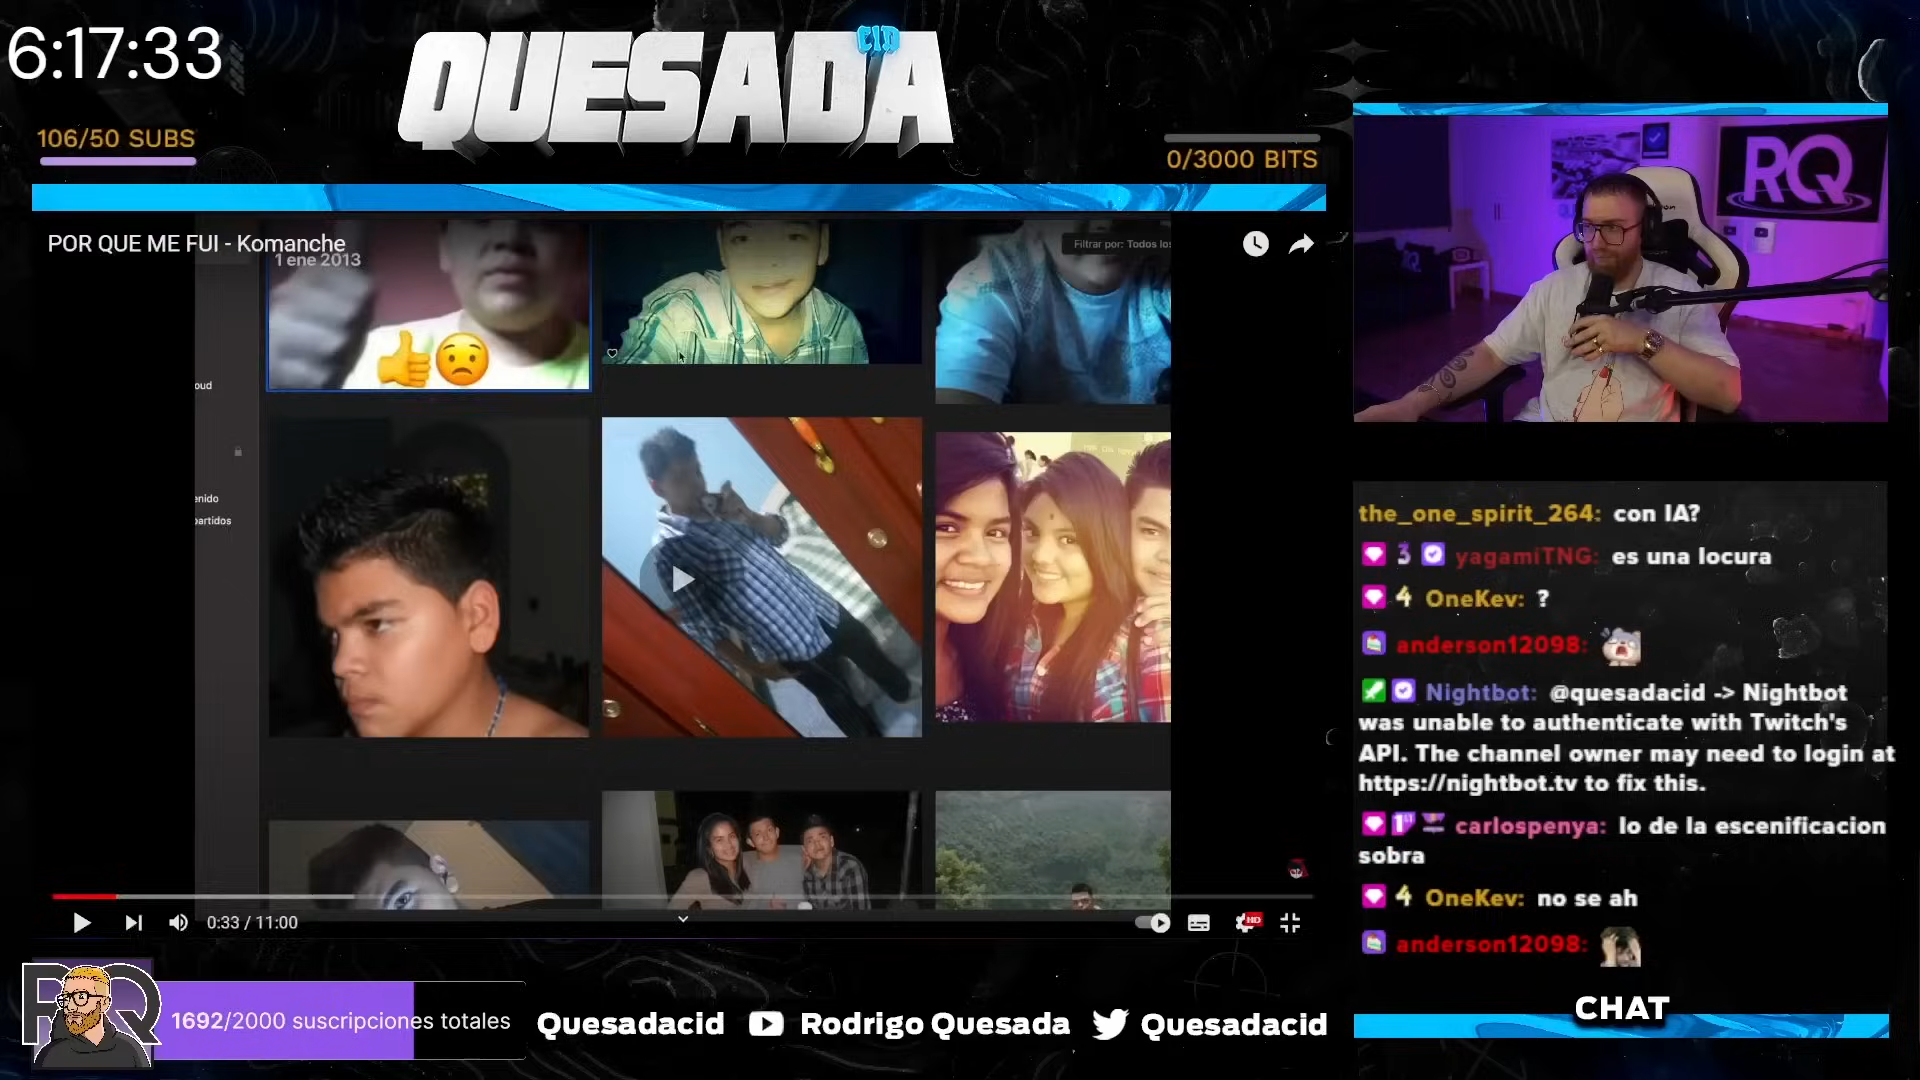 6:17:33
QUESADA
CID
106/50 SUBS
0/3000 BITS
POR QUE ME FUI - Komanche
1 ene 2013
Filtrar por: Todos los
oud
enido
partidos
0:33 / 11:00
HD
RQ
RQ
the_one_spirit_264: con IA?
3 yagamiTNG: es una locura
4 OneKev: ?
anderson12098:
Nightbot: @quesadacid -> Nightbot
was unable to authenticate with Twitch's
API. The channel owner may need to login at
https://nightbot.tv to fix this.
carlospenya: lo de la escenificacion
sobra
4 OneKev: no se ah
anderson12098:
CHAT
RQ
1692/2000 suscripciones totales
Quesadacid
Rodrigo Quesada
Quesadacid